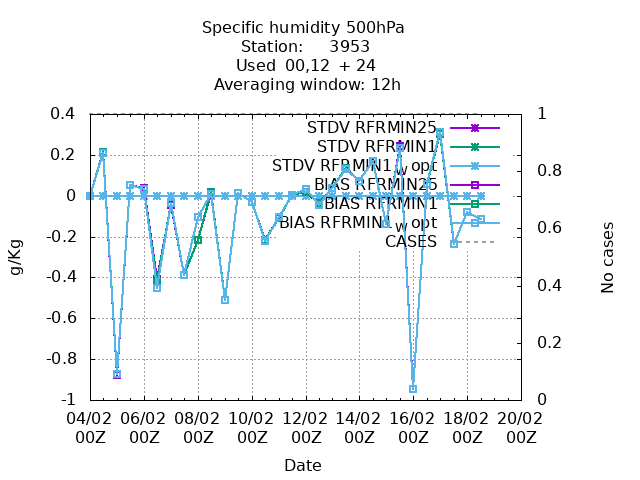 Specific humidity 500hPa
Station: 3953
Used 00,12 + 24
Averaging window: 12h
STDV RFRMIN25
STDV RFRMIN1
STDV RFRMIN1_w opt
BIAS RFRMIN25
BIAS RFRMIN1
BIAS RFRMIN1_w opt
CASES
0.4
0.2
0
-0.2
-0.4
-0.6
-0.8
-1
g/Kg
1
0.8
0.6
0.4
0.2
0
No cases
04/02 06/02 08/02 10/02 12/02 14/02 16/02 18/02 20/02
00Z 00Z 00Z 00Z 00Z 00Z 00Z 00Z 00Z
Date